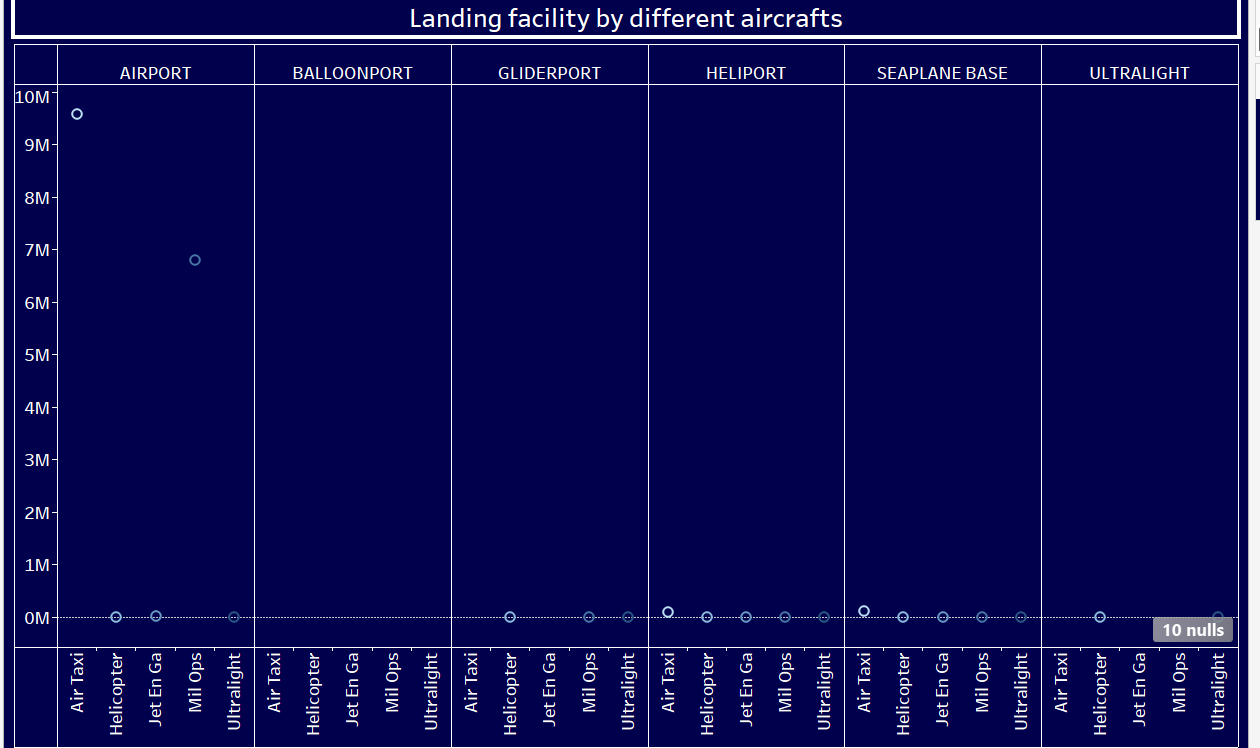 Landing facility by different aircrafts
AIRPORT BALLOONPORT GLIDERPORT HELIPORT SEAPLANE BASE ULTRALIGHT
10M
9M
8M
7M
6M
5M
4M
3M
2M
1M
0M
10 nulls
Air Taxi Helicopter Jet En Ga Mil Ops Ultralight Air Taxi Helicopter Jet En Ga Mil Ops Ultralight Air Taxi Helicopter Jet En Ga Mil Ops Ultralight Air Taxi Helicopter Jet En Ga Mil Ops Ultralight Air Taxi Helicopter Jet En Ga Mil Ops Ultralight Air Taxi Helicopter Jet En Ga Mil Ops Ultralight